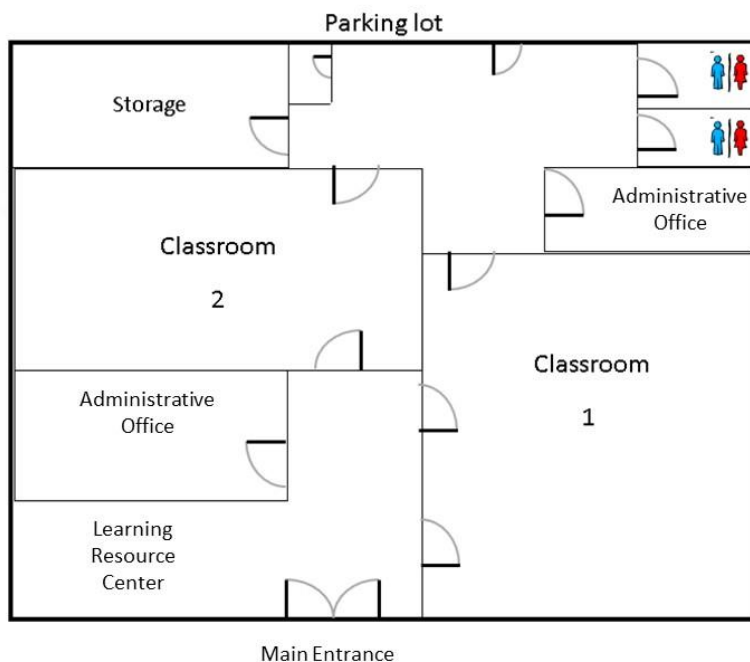 Parking lot
Storage
Administrative
Office
Classroom
2
Classroom
1
Administrative
Office
Learning
Resource
Center
Main Entrance